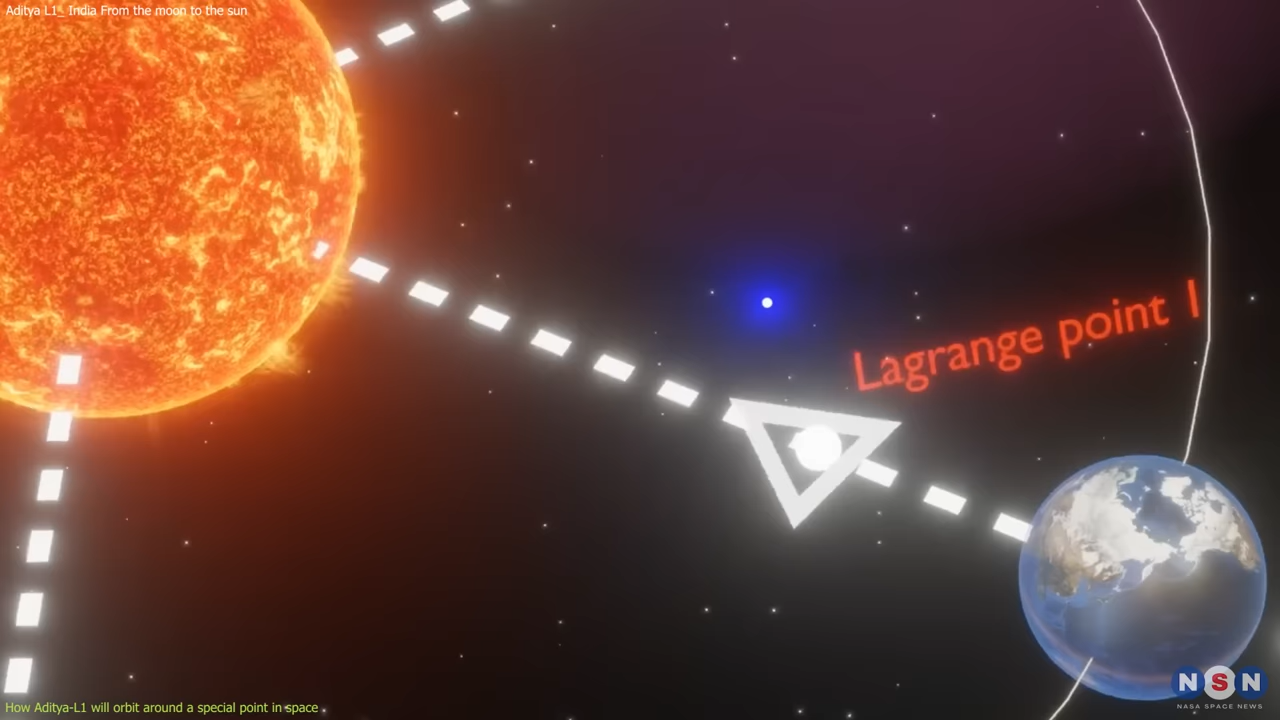 Aditya L1_ India From the moon to the sun
Lagrange point 1
NSN
NASA SPACE NEWS
How Aditya-L1 will orbit around a special point in space